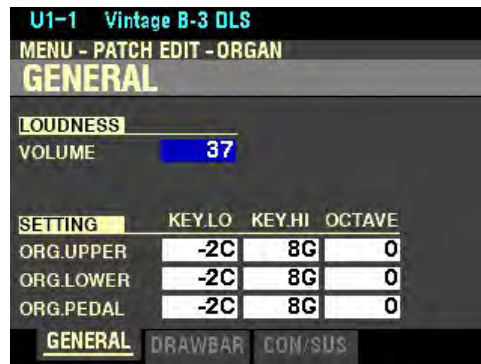 U1-1 Vintage B-3 DLS
MENU - PATCH EDIT - ORGAN
GENERAL
LOUDNESS
VOLUME 37
SETTING KEY.LO KEY.HI OCTAVE
ORG.UPPER -2C 8G 0
ORG.LOWER -2C 8G 0
ORG.PEDAL -2C 8G 0
GENERAL DRAWBAR CON/SUS